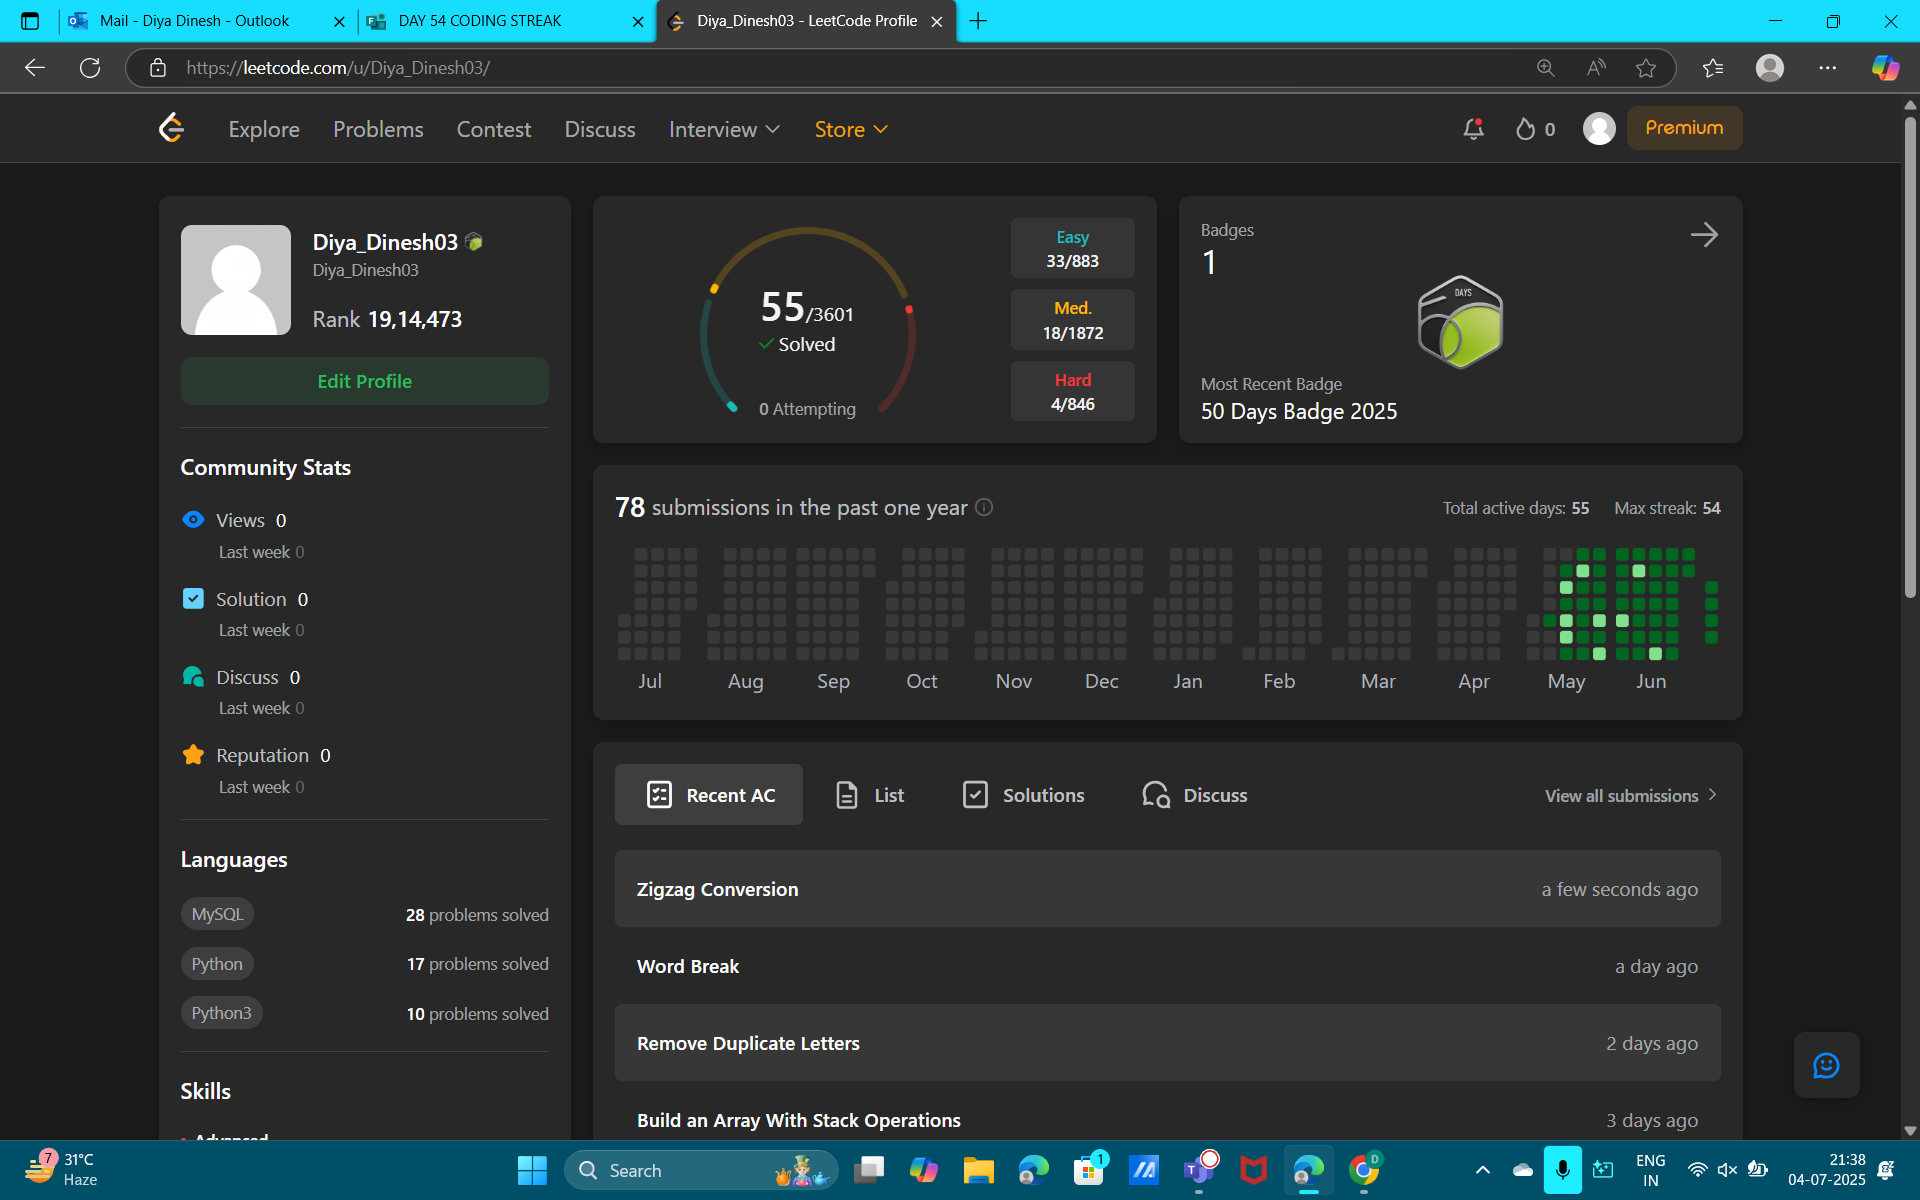 Mail - Diya Dinesh - Outlook
DAY 54 CODING STREAK
Diya_Dinesh03 - LeetCode Profile
https://leetcode.com/u/Diya_Dinesh03/
Explore
Problems
Contest
Discuss
Interview
Store
0
Premium
Diya_Dinesh03
Diya_Dinesh03
Rank 19,14,473
Edit Profile
Community Stats
Views 0
Last week 0
Solution 0
Last week 0
Discuss 0
Last week 0
Reputation 0
Last week 0
Languages
MySQL 28 problems solved
Python 17 problems solved
Python3 10 problems solved
Skills
Advanced
55/3601
Solved
0 Attempting
Easy
33/883
Med.
18/1872
Hard
4/846
Badges
1
DAYS
Most Recent Badge
50 Days Badge 2025
78 submissions in the past one year
Total active days: 55 Max streak: 54
Jul Aug Sep Oct Nov Dec Jan Feb Mar Apr May Jun
Recent AC
List
Solutions
Discuss
View all submissions
Zigzag Conversion a few seconds ago
Word Break a day ago
Remove Duplicate Letters 2 days ago
Build an Array With Stack Operations 3 days ago
7
31°C
Haze
Search
1
D
ENG
IN
21:38
04-07-2025